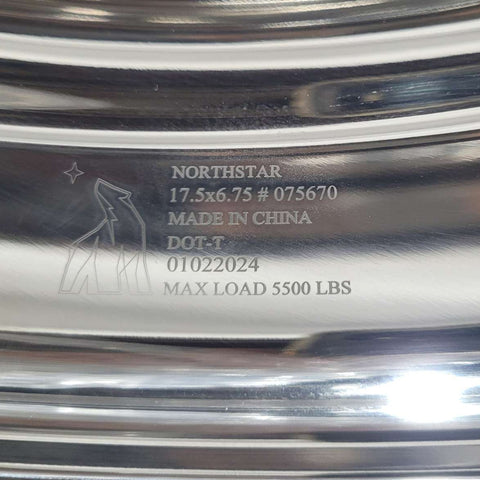 NORTHSTAR
17.5x6.75 # 075670
MADE IN CHINA
DOT-T
01022024
MAX LOAD 5500 LBS